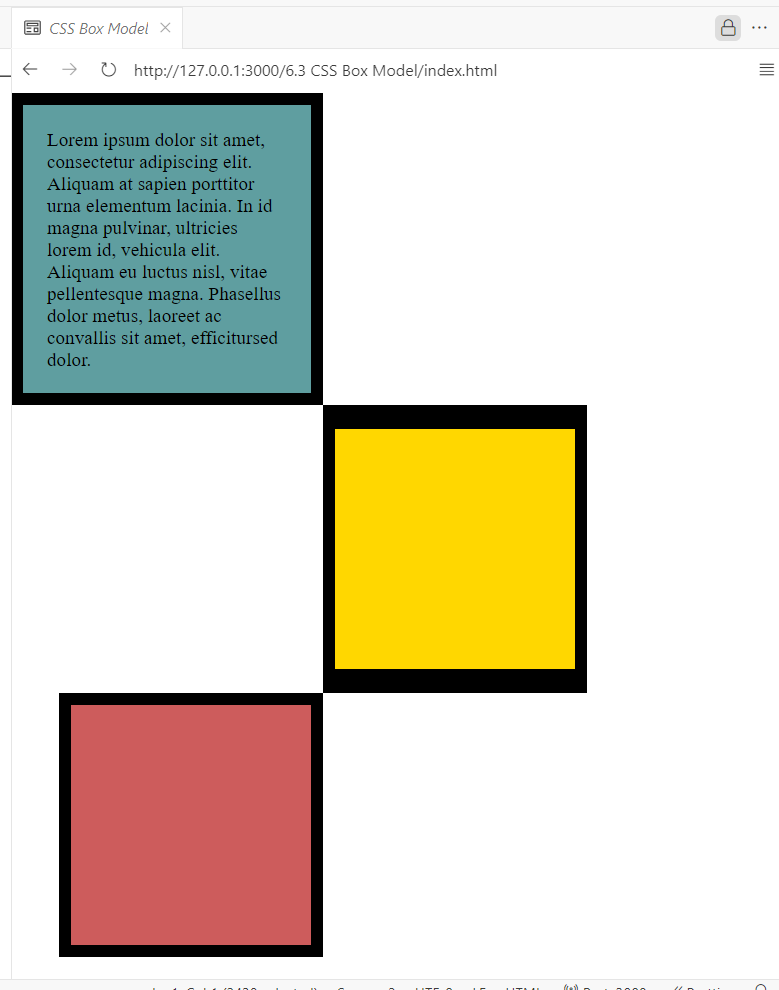 CSS Box Model
http://127.0.0.1:3000/6.3 CSS Box Model/index.html
Lorem ipsum dolor sit amet,
consectetur adipiscing elit.
Aliquam at sapien porttitor
urna elementum lacinia. In id
magna pulvinar, ultricies
lorem id, vehicula elit.
Aliquam eu luctus nisl, vitae
pellentesque magna. Phasellus
dolor metus, laoreet ac
convallis sit amet, efficitursed
dolor.